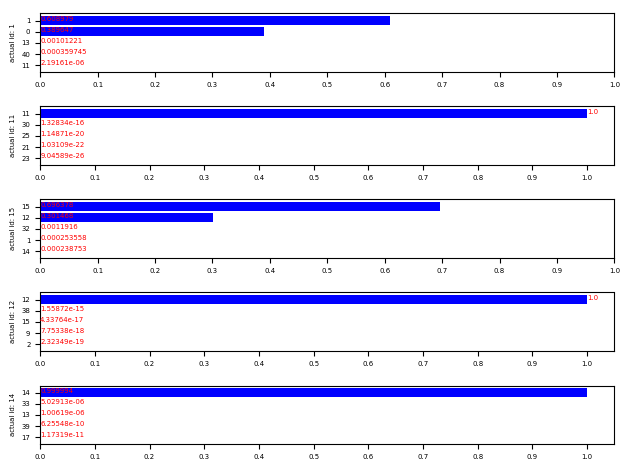 actual id: 1
1
0
13 0.00101221
40 0.000359745
11 2.19161e-06
0.0 0.1 0.2 0.3 0.4 0.5 0.6 0.7 0.8 0.9 1.0
actual id: 11
11 1.0
30 1.32834e-16
25 1.14871e-20
21 1.03109e-22
23 9.04589e-26
0.0 0.1 0.2 0.3 0.4 0.5 0.6 0.7 0.8 0.9 1.0
actual id: 15
15
12
32 0.0011916
1 0.000253558
14 0.000238753
0.0 0.1 0.2 0.3 0.4 0.5 0.6 0.7 0.8 0.9 1.0
actual id: 12
12 1.0
38 1.55872e-15
15 4.33764e-17
9 7.75338e-18
2 2.32349e-19
0.0 0.1 0.2 0.3 0.4 0.5 0.6 0.7 0.8 0.9 1.0
actual id: 14
14
33 5.02913e-06
13 1.00619e-06
39 6.25548e-10
17 1.17319e-11
0.0 0.1 0.2 0.3 0.4 0.5 0.6 0.7 0.8 0.9 1.0